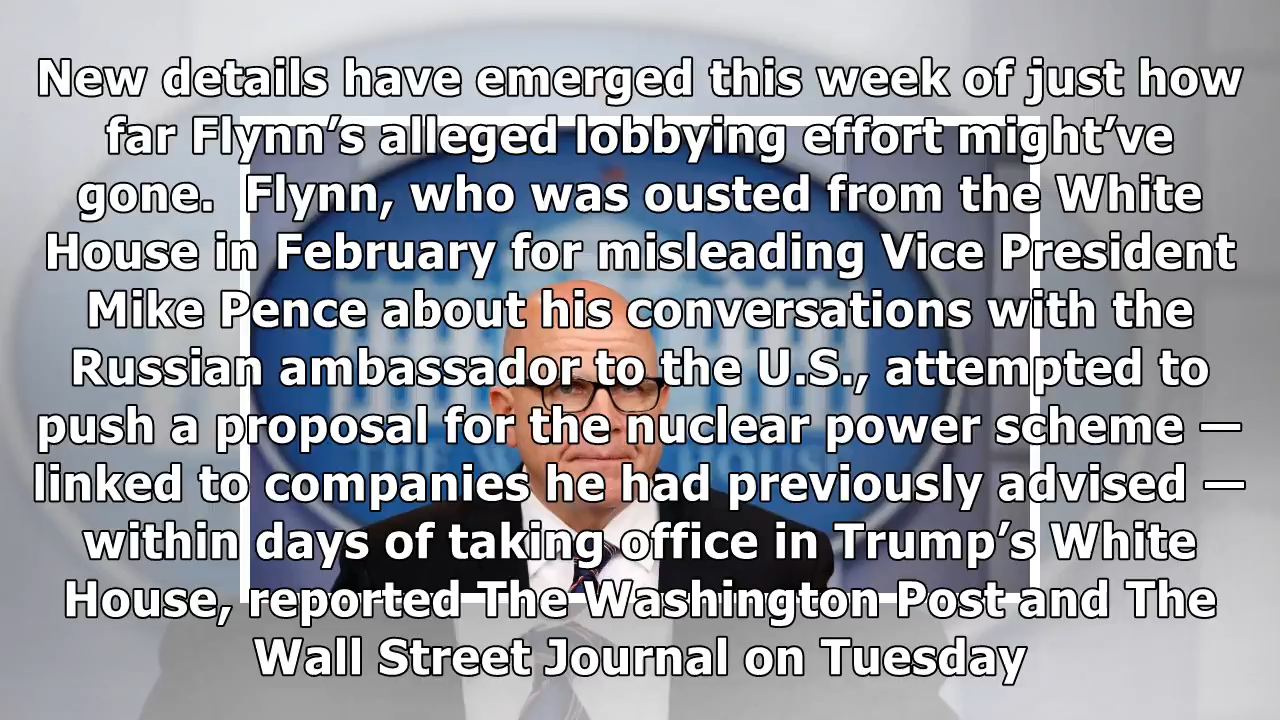 New details have emerged this week of just how
far Flynn’s alleged lobbying effort might’ve
gone.  Flynn, who was ousted from the White
House in February for misleading Vice President
Mike Pence about his conversations with the
Russian ambassador to the U.S., attempted to
push a proposal for the nuclear power scheme —
linked to companies he had previously advised —
within days of taking office in Trump’s White
House, reported The Washington Post and The
Wall Street Journal on Tuesday